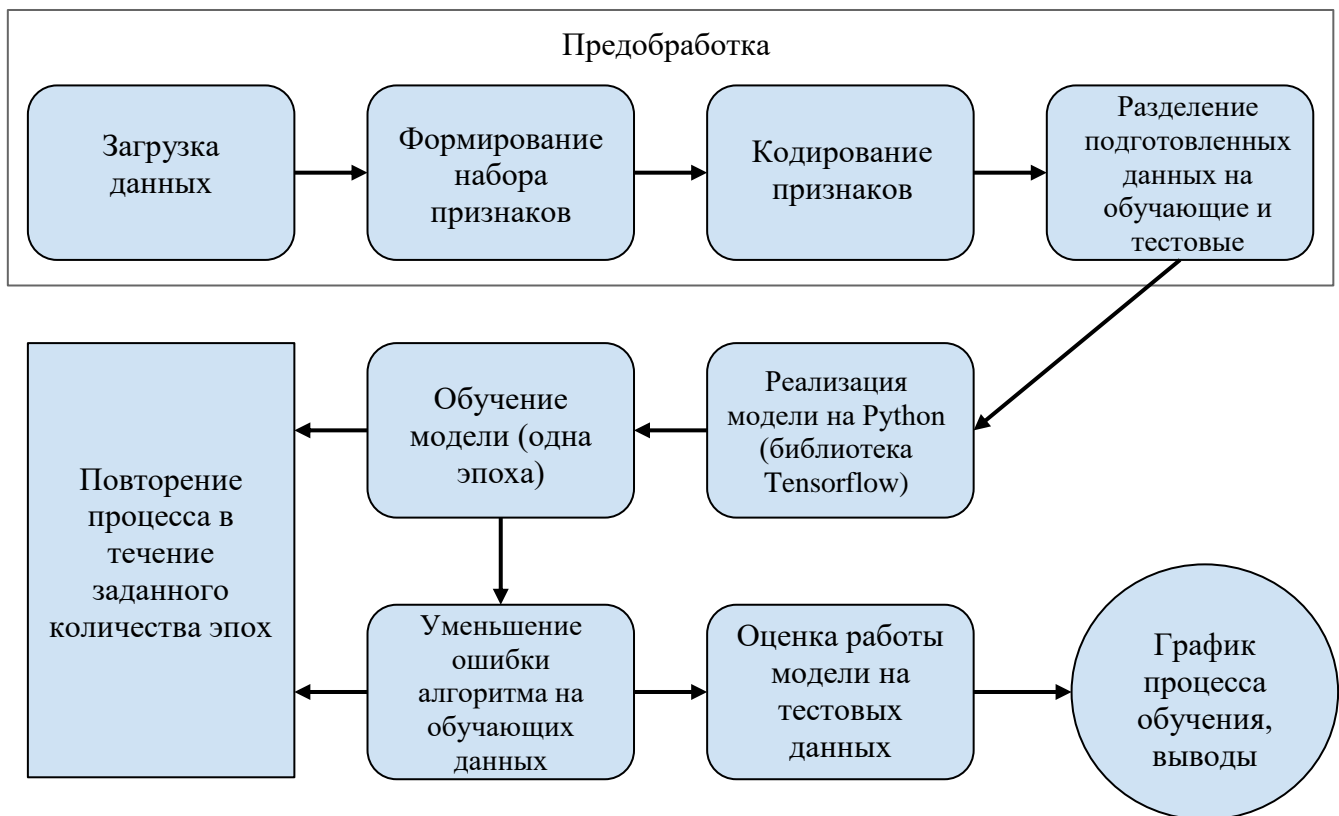 Предобработка
Загрузка
данных
Формирование
набора
признаков
Кодирование
признаков
Разделение
подготовленных
данных на
обучающие и
тестовые
Реализация
модели на Python
(библиотека
Tensorflow)
Обучение
модели (одна
эпоха)
Повторение
процесса в
течение
заданного
количества эпох
Уменьшение
ошибки
алгоритма на
обучающих
данных
Оценка работы
модели на
тестовых
данных
График
процесса
обучения,
выводы